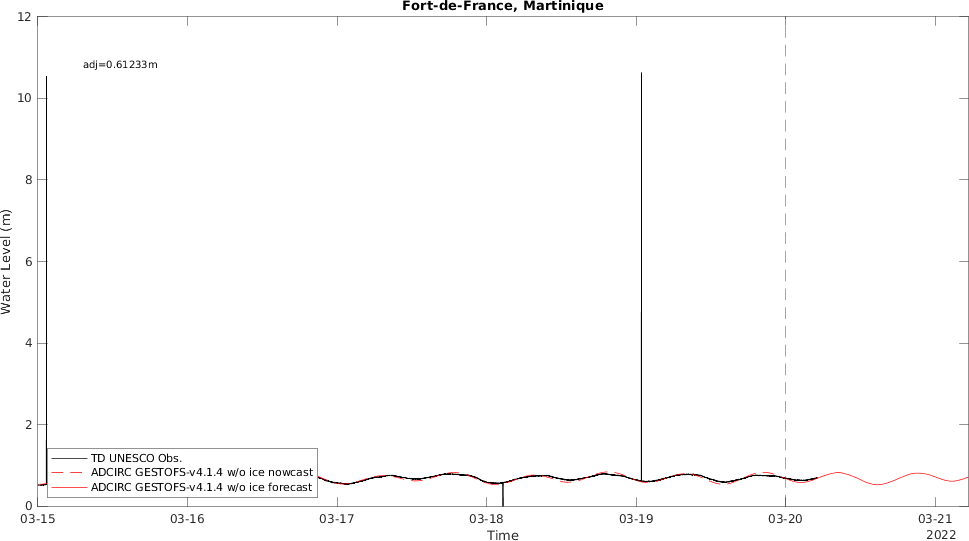 Fort-de-France, Martinique
12
adj=0.61233m
10
8
6
4
2
0
Water Level (m)
TD UNESCO Obs.
ADCIRC GESTOFS-v4.1.4 w/o ice nowcast
ADCIRC GESTOFS-v4.1.4 w/o ice forecast
03-15 03-16 03-17 03-18 03-19 03-20 03-21
Time
2022